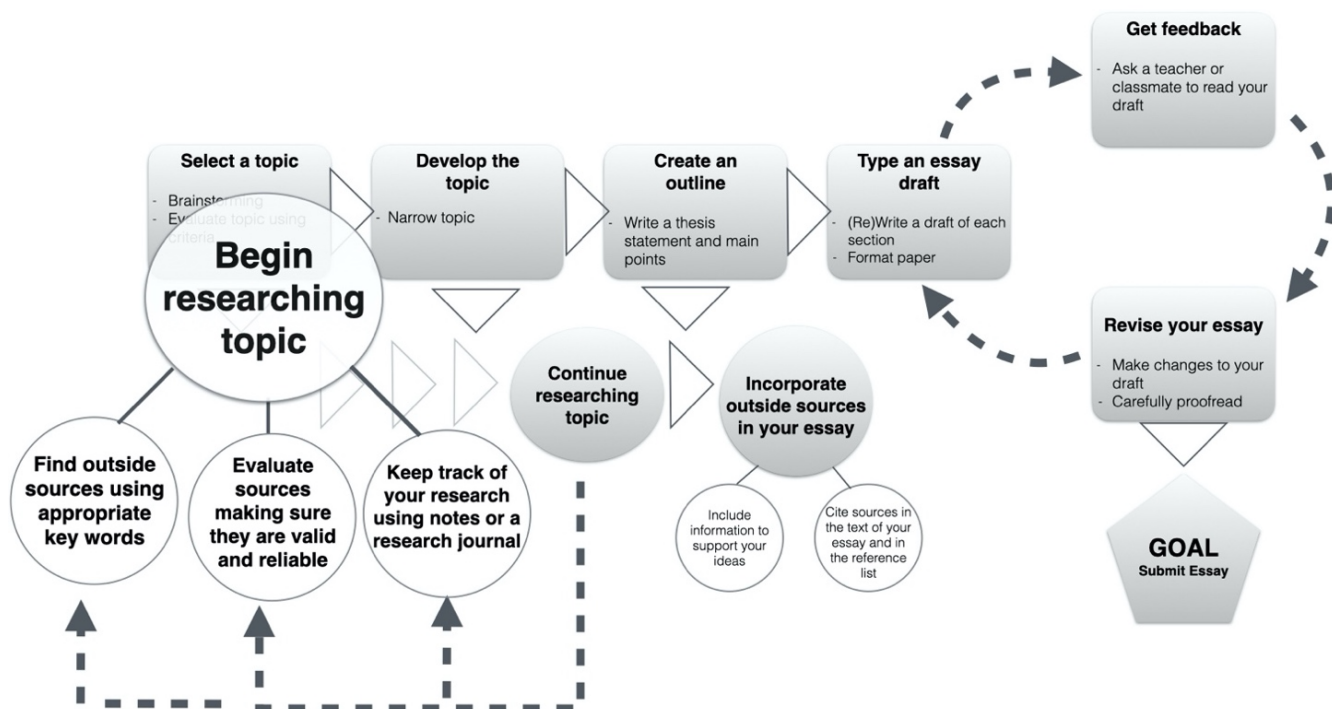 Select a topic
- Brainstorming
- Evaluate topic using
criteria
Develop the
topic
- Narrow topic
Create an
outline
- Write a thesis
statement and main
points
Type an essay
draft
- (Re)Write a draft of each
section
- Format paper
Get feedback
- Ask a teacher or
classmate to read your
draft
Revise your essay
- Make changes to your
draft
- Carefully proofread
GOAL
Submit Essay
Begin
researching
topic
Find outside
sources using
appropriate
key words
Evaluate
sources
making sure
they are valid
and reliable
Keep track of
your research
using notes or a
research journal
Continue
researching
topic
Incorporate
outside sources
in your essay
Include
information to
support your
ideas
Cite sources in
the text of your
essay and in
the reference
list